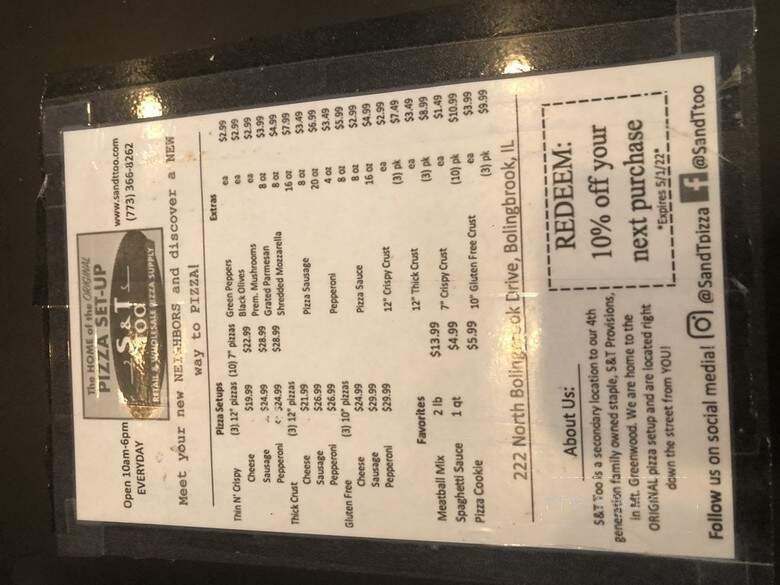 Open 10am-6pm
EVERYDAY
The HOME of the ORIGINAL
PIZZA SET-UP
S & T
TOO
RETAIL & WHOLESALE PIZZA SUPPLY
www.sandttoo.com
(773) 366-8262
Meet your new NEIGHBORS and discover a NEW
way to PIZZA!
Pizza Setups
Thin N' Crispy (3) 12" pizzas (10) 7" pizzas
Cheese $19.99 $22.99
Sausage $24.99 $28.99
Pepperoni $24.99 $28.99
Thick Crust (3) 12" pizzas
Cheese $21.99
Sausage $26.99
Pepperoni $26.99
Gluten Free (3) 10" pizzas
Cheese $24.99
Sausage $29.99
Pepperoni $29.99
Favorites
Meatball Mix 2 lb $13.99
Spaghetti Sauce 1 qt $4.99
Pizza Cookie $5.99
Extras
Green Peppers ea $2.99
Black Olives ea $2.99
Prem. Mushrooms ea $2.99
Grated Parmesan 8 oz $3.99
Shredded Mozzarella 8 oz $4.99
16 oz $7.99
Pizza Sausage 8 oz $3.49
20 oz $6.99
Pepperoni 4 oz $3.49
8 oz $5.99
Pizza Sauce 8 oz $2.99
16 oz $4.99
12" Crispy Crust ea $2.99
(3) pk $7.49
12" Thick Crust ea $3.49
(3) pk $8.99
7" Crispy Crust ea $1.49
(10) pk $10.99
10" Gluten Free Crust ea $3.99
(3) pk $9.99
222 North Bolingbrook Drive, Bolingbrook, IL
About Us:
S&T Too is a secondary location to our 4th
generation family owned staple, S&T Provisions,
in Mt. Greenwood. We are home to the
ORIGINAL pizza setup and are located right
down the street from YOU!
REDEEM:
10% off your
next purchase
*Expires 5/1/22*
Follow us on social media! @SandTpizza f @SandTtoo